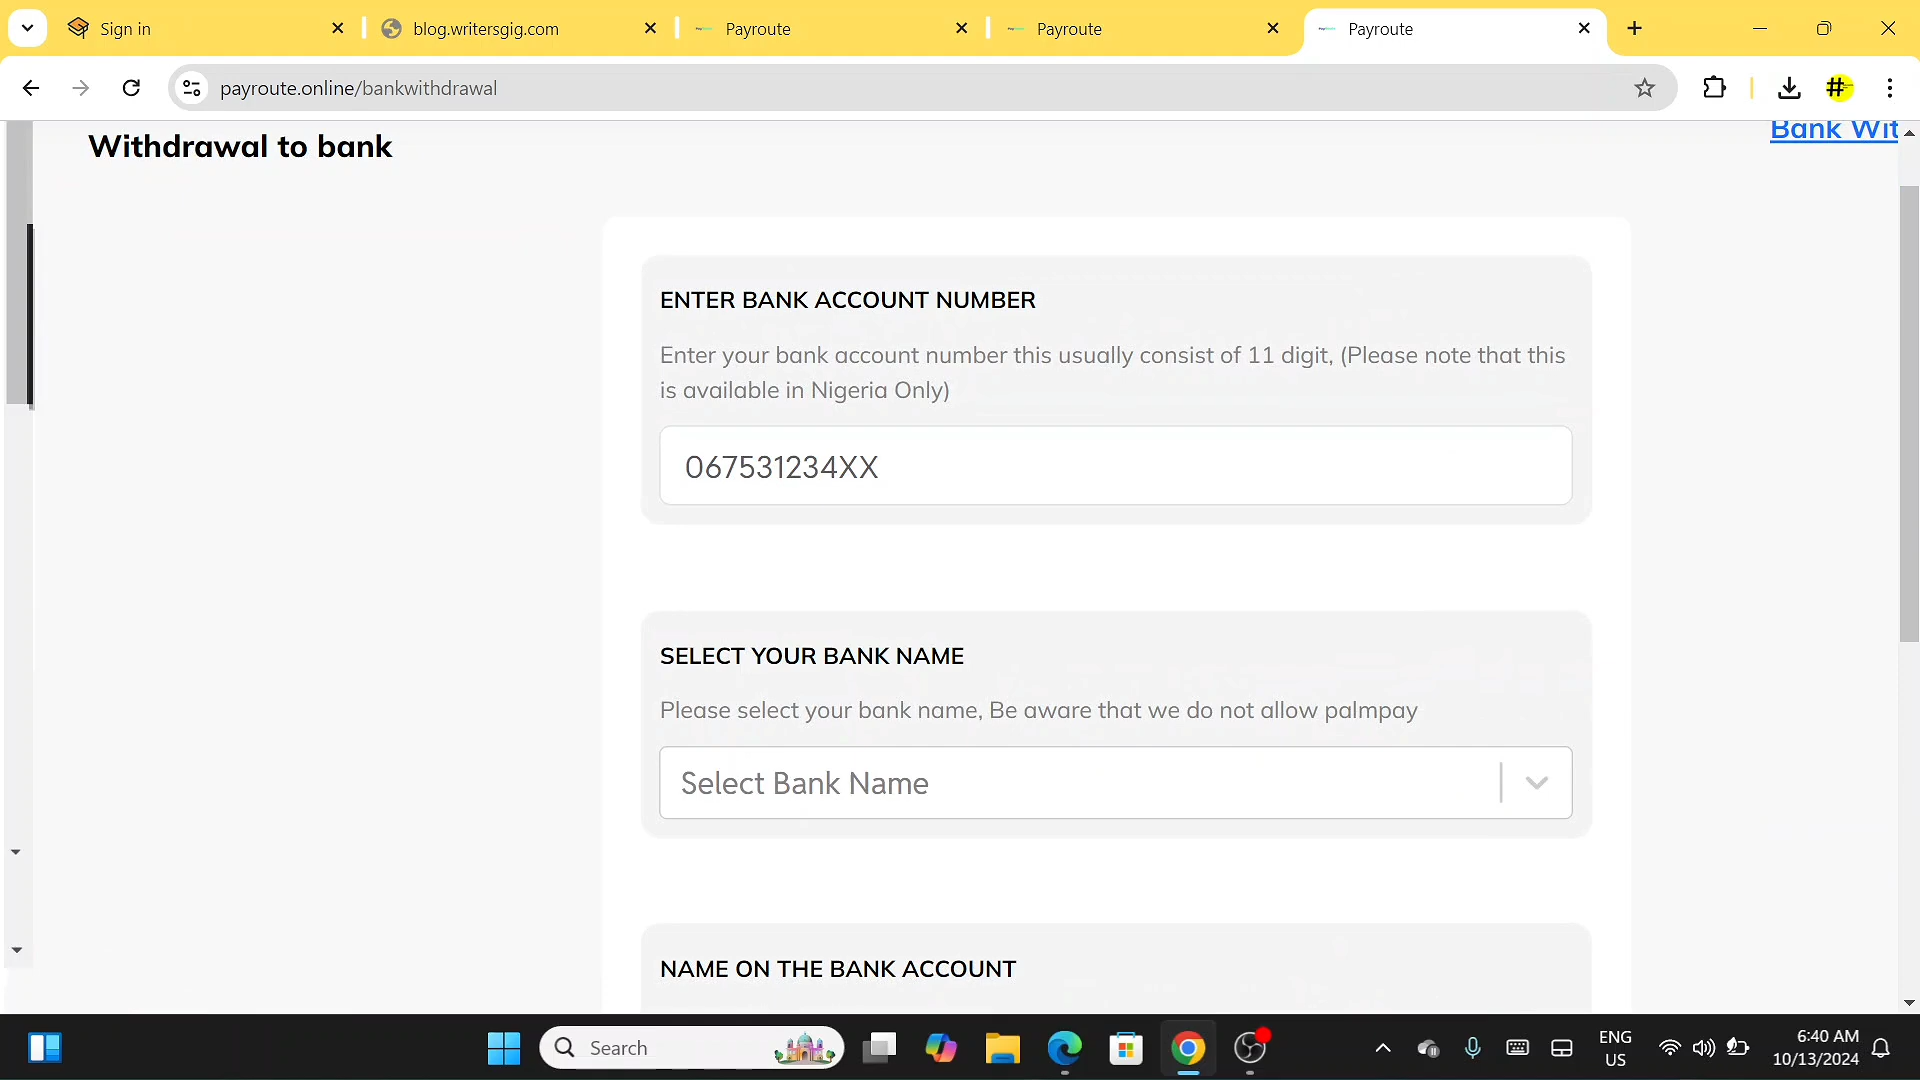 Sign in
blog.writersgig.com
Payroute
Payroute
Payroute
payroute.online/bankwithdrawal
Withdrawal to bank
Bank Wit
ENTER BANK ACCOUNT NUMBER
Enter your bank account number this usually consist of 11 digit, (Please note that this
is available in Nigeria Only)
067531234XX
SELECT YOUR BANK NAME
Please select your bank name, Be aware that we do not allow palmpay
Select Bank Name
NAME ON THE BANK ACCOUNT
Search
ENG
US
6:40 AM
10/13/2024